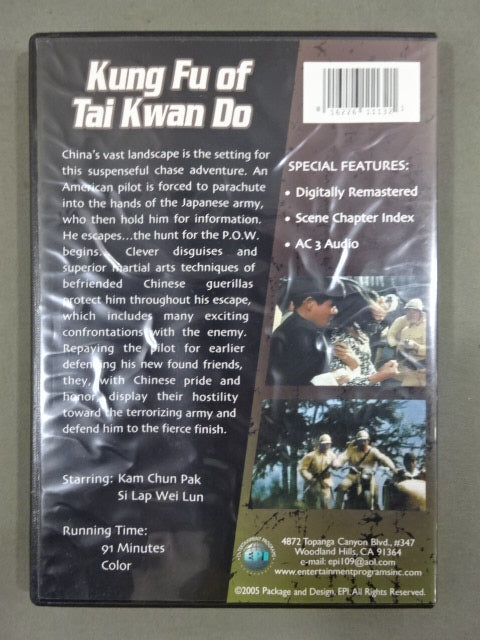 Kung Fu of
Tai Kwan Do
China's vast landscape is the setting for
this suspenseful chase adventure. An
American pilot is forced to parachute
into the hands of the Japanese army,
who then hold him for information.
He escapes...the hunt for the P.O.W.
begins. Clever disguises and
superior martial arts techniques of
befriended Chinese guerillas
protect him throughout his escape,
which includes many exciting
confrontations with the enemy.
Repaying the pilot for earlier
defending his new found friends,
they, with Chinese pride and
honor, display their hostility
toward the terrorizing army and
defend him to the fierce finish.
Starring: Kam Chun Pak
Si Lap Wei Lun
Running Time:
91 Minutes
Color
SPECIAL FEATURES:
• Digitally Remastered
• Scene Chapter Index
• AC 3 Audio
EPI
4872 Topanga Canyon Blvd., #347
Woodland Hills, CA 91364
e-mail: epi109@aol.com
www.entertainmentprogramsinc.com
©2005 Package and Design, EPI, All Rights Reserved.